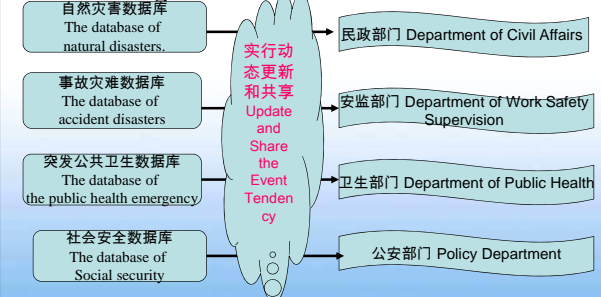 自然灾害数据库
The database of
natural disasters.
事故灾难数据库
The database of
accident disasters
突发公共卫生数据库
The database of
the public health emergency
社会安全数据库
The database of
Social security
实行动
态更新
和共享
Update
and
Share
the
Event
Tenden
cy
民政部门 Department of Civil Affairs
安监部门 Department of Work Safety
Supervision
卫生部门 Department of Public Health
公安部门 Policy Department